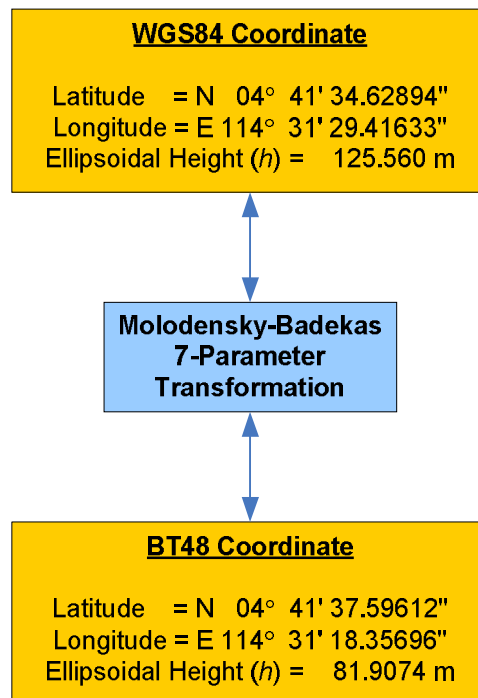 WGS84 Coordinate
Latitude = N 04° 41' 34.62894"
Longitude = E 114° 31' 29.41633"
Ellipsoidal Height (h) = 125.560 m
Molodensky-Badekas
7-Parameter
Transformation
BT48 Coordinate
Latitude = N 04° 41' 37.59612"
Longitude = E 114° 31' 18.35696"
Ellipsoidal Height (h) = 81.9074 m